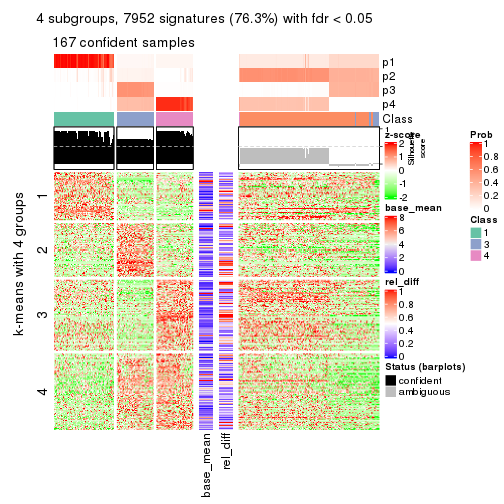 4 subgroups, 7952 signatures (76.3%) with fdr < 0.05
167 confident samples
p1
p2
p3
p4
Class
1
Silhouette
score
k-means with 4 groups
1
2
3
4
base_mean
rel_diff
z-score
2
1
0
-1
-2
base_mean
8
6
4
2
0
rel_diff
1
0.8
0.6
0.4
0.2
0
Status (barplots)
confident
ambiguous
Prob
1
0.8
0.6
0.4
0.2
0
Class
1
3
4